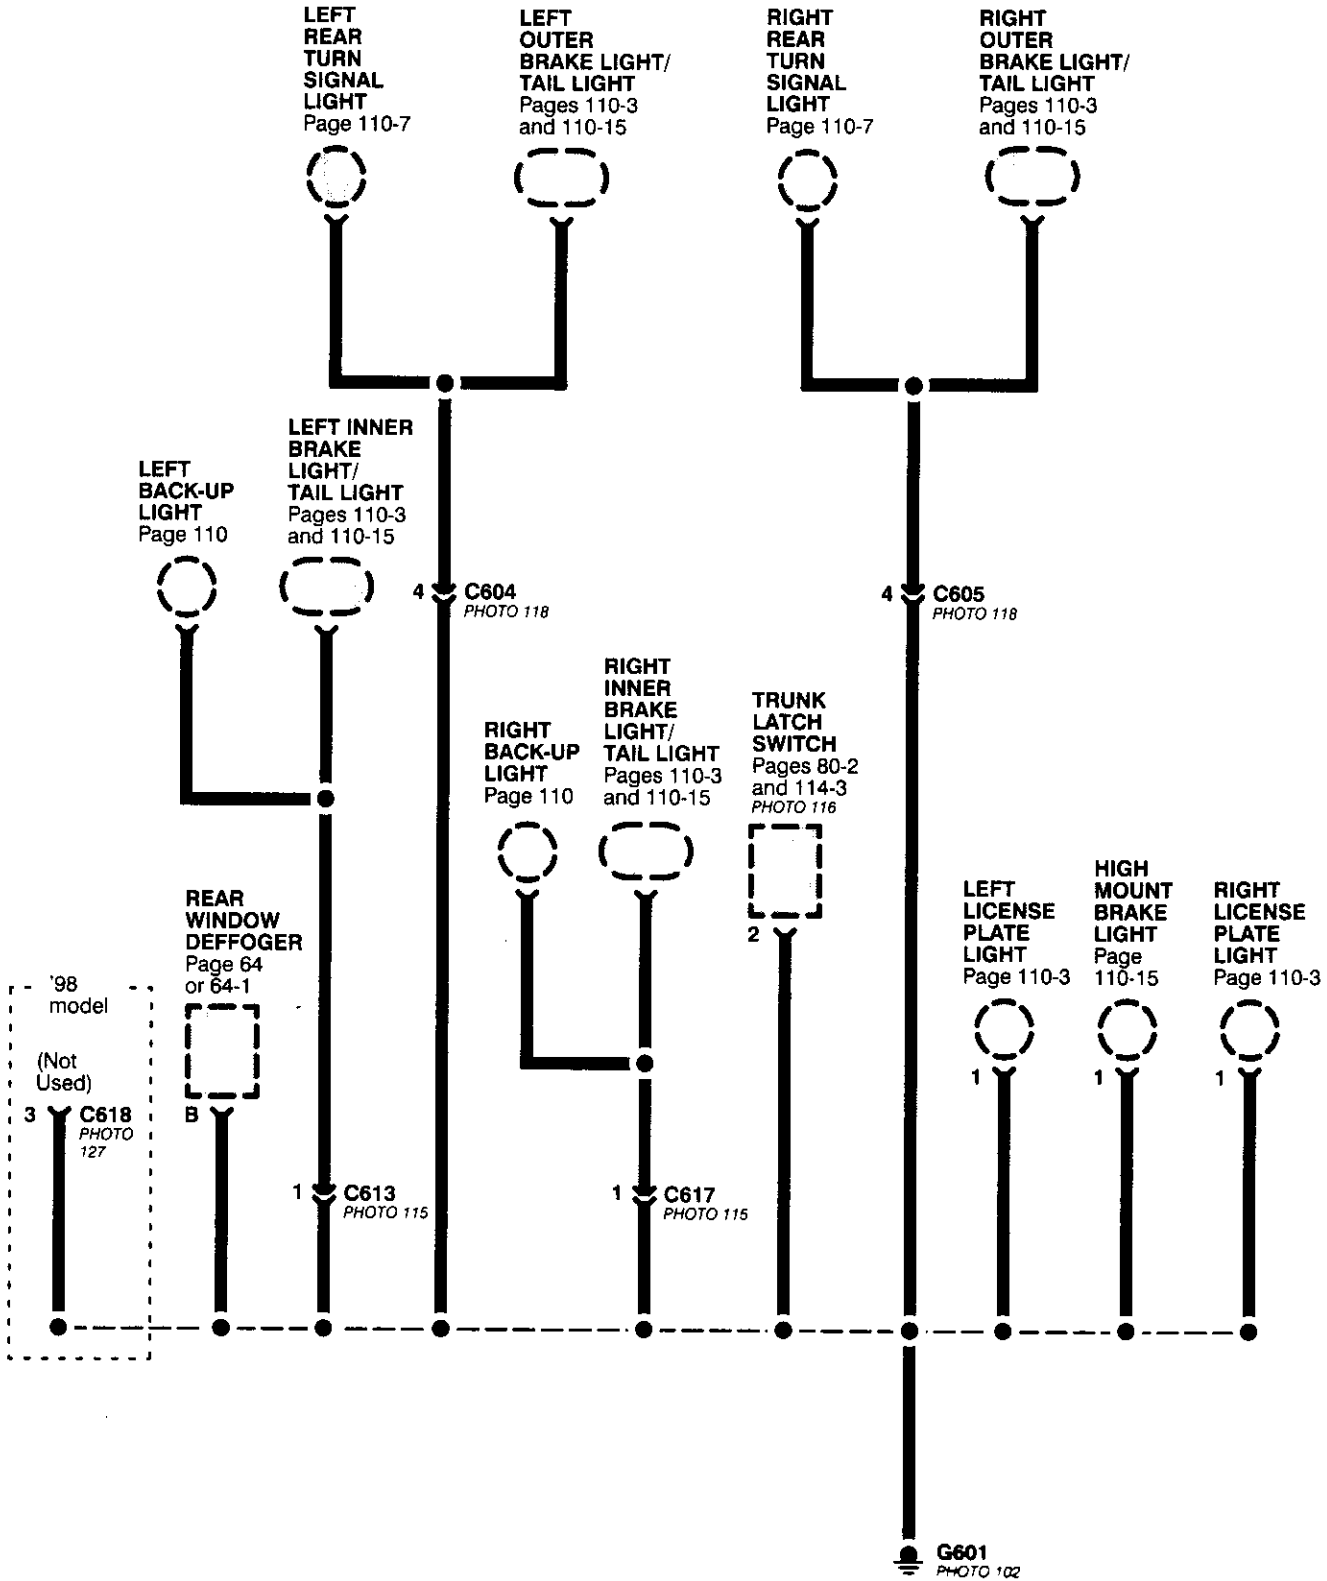 LEFT
REAR
TURN
SIGNAL
LIGHT
Page 110-7
LEFT
OUTER
BRAKE LIGHT/
TAIL LIGHT
Pages 110-3
and 110-15
RIGHT
REAR
TURN
SIGNAL
LIGHT
Page 110-7
RIGHT
OUTER
BRAKE LIGHT/
TAIL LIGHT
Pages 110-3
and 110-15
LEFT
BACK-UP
LIGHT
Page 110
LEFT INNER
BRAKE
LIGHT/
TAIL LIGHT
Pages 110-3
and 110-15
4 C604
PHOTO 118
4 C605
PHOTO 118
RIGHT
BACK-UP
LIGHT
Page 110
RIGHT
INNER
BRAKE
LIGHT/
TAIL LIGHT
Pages 110-3
and 110-15
TRUNK
LATCH
SWITCH
Pages 80-2
and 114-3
PHOTO 116
2
LEFT
LICENSE
PLATE
LIGHT
Page 110-3
1
HIGH
MOUNT
BRAKE
LIGHT
Page
110-15
1
RIGHT
LICENSE
PLATE
LIGHT
Page 110-3
1
'98
model
(Not
Used)
3 C618
PHOTO
127
REAR
WINDOW
DEFFOGER
Page 64
or 64-1
B
1 C613
PHOTO 115
1 C617
PHOTO 115
G601
PHOTO 102